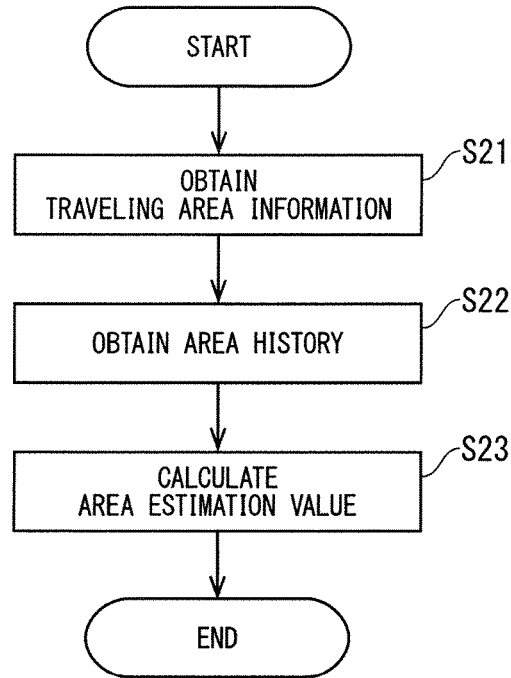 START
S21
OBTAIN
TRAVELING AREA INFORMATION
S22
OBTAIN AREA HISTORY
S23
CALCULATE
AREA ESTIMATION VALUE
END